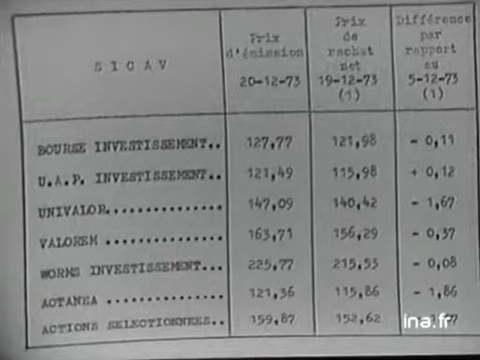 S I C A V
Prix
d'émission
20-12-73
Prix
de
rachat
net
19-12-73
(1)
Différence
par
rapport
au
5-12-73
(1)
BOURSE INVESTISSEMENT.. 127,77 121,98 - 0,11
U.A.P. INVESTISSEMENT.. 121,49 115,98 + 0,12
UNIVALOR............... 147,09 140,42 - 1,67
VALOREM ............... 163,71 156,29 - 0,37
WORMS INVESTISSEMENT... 225,77 215,53 - 0,08
ACTANEA ............... 121,36 115,86 - 1,86
ACTIONS SELECTIONNEES.. 159,87 152,62
ina.fr